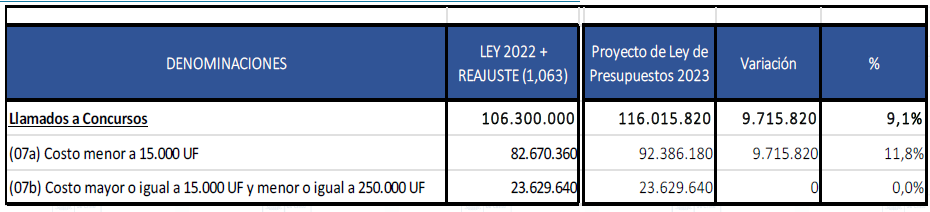 DENOMINACIONES
LEY 2022 +
REAJUSTE (1,063)
Proyecto de Ley de
Presupuestos 2023
Variación
%
Llamados a Concursos 106.300.000 116.015.820 9.715.820 9,1%
(07a) Costo menor a 15.000 UF 82.670.360 92.386.180 9.715.820 11,8%
(07b) Costo mayor o igual a 15.000 UF y menor o igual a 250.000 UF 23.629.640 23.629.640 0 0,0%